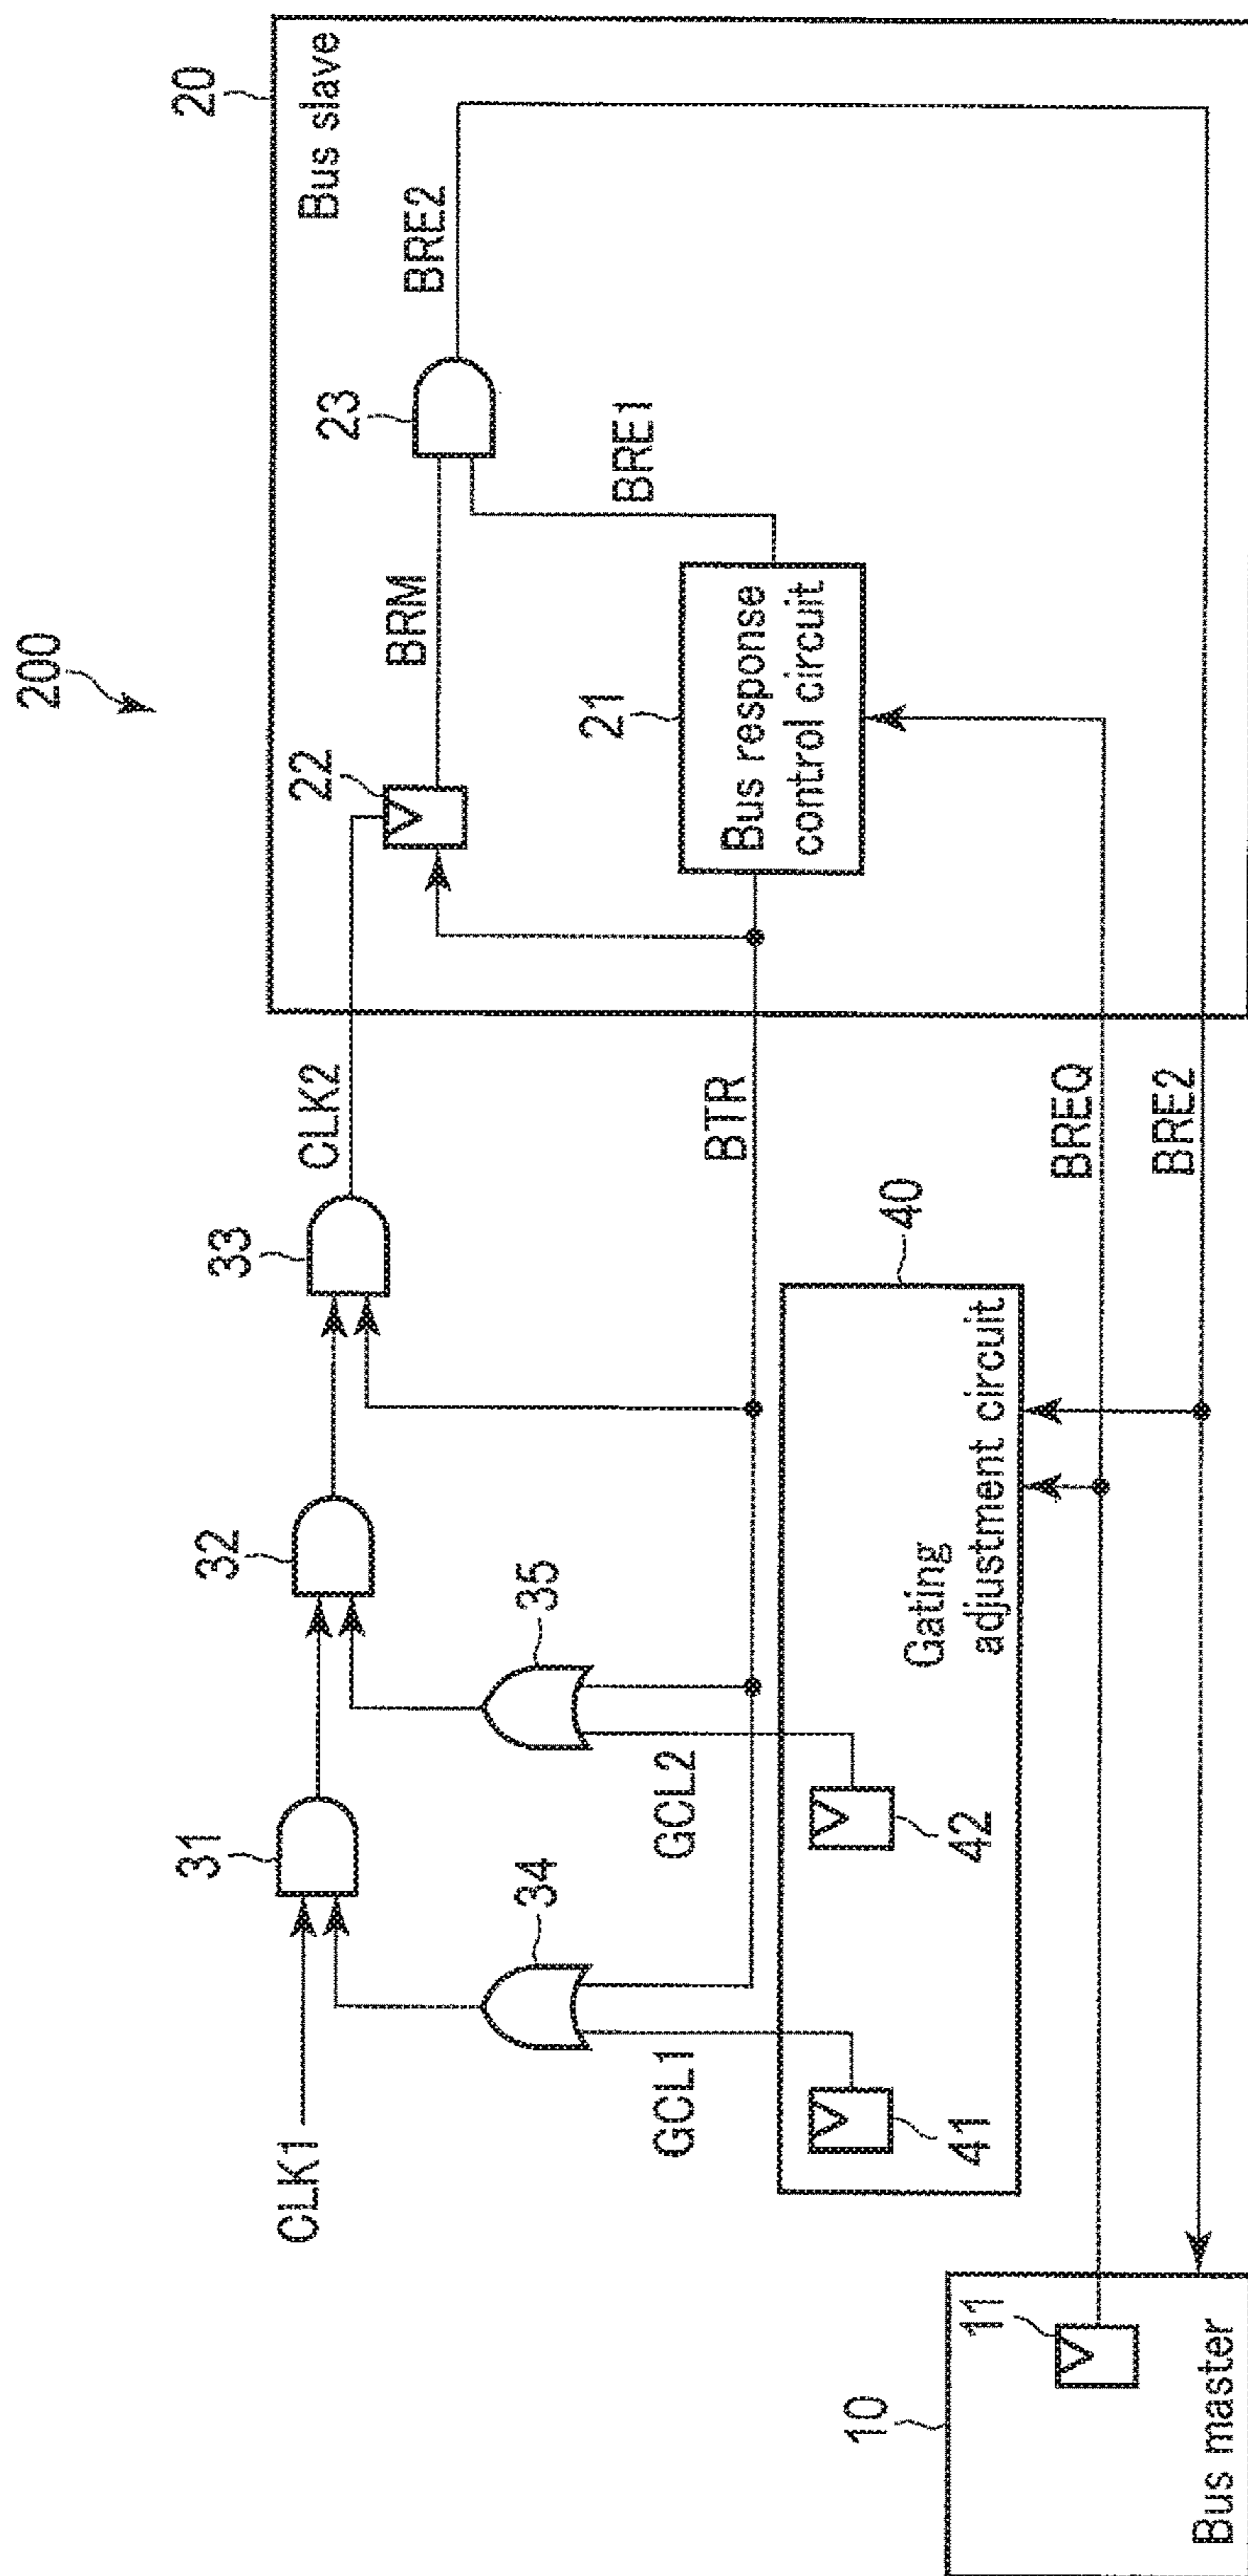 200
20
Bus slave
22
23
BRM
BRE2
21
Bus response
control circuit
BRE1
31
32
33
CLK1
CLK2
34
35
GCL1
GCL2
BTR
40
41
42
Gating
adjustment circuit
BREQ
BRE2
10
11
Bus master